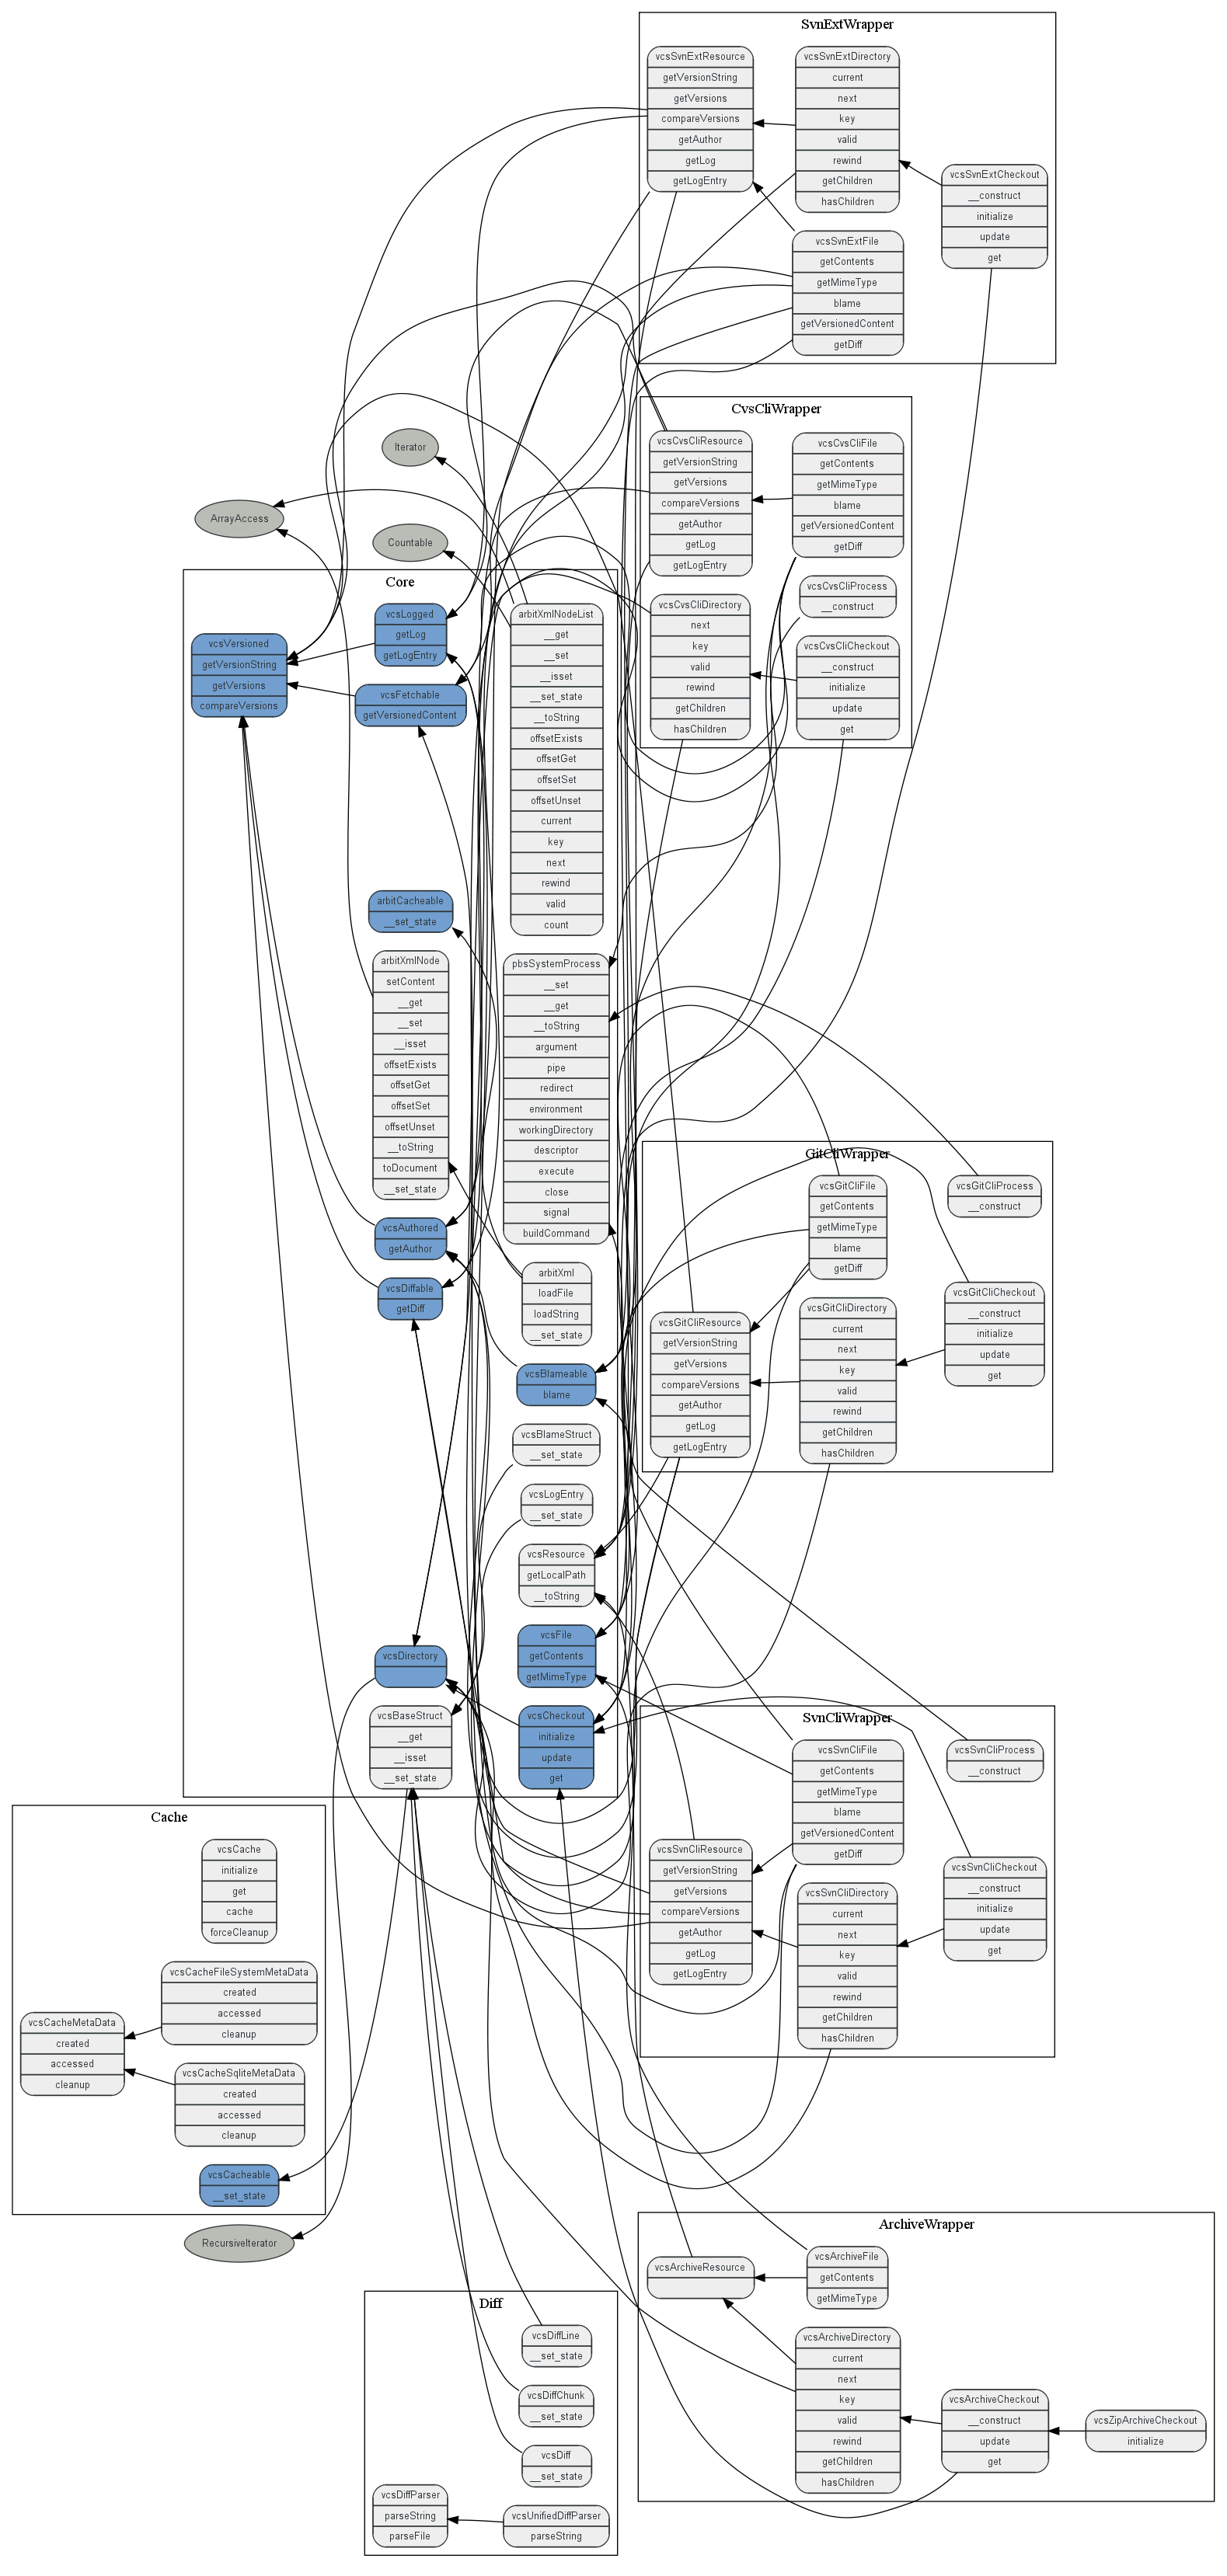 SvnExtWrapper
vcsSvnExtResource
getVersionString
getVersions
compareVersions
getAuthor
getLog
getLogEntry
vcsSvnExtDirectory
current
next
key
valid
rewind
getChildren
hasChildren
vcsSvnExtCheckout
__construct
initialize
update
get
vcsSvnExtFile
getContents
getMimeType
blame
getVersionedContent
getDiff
CvsCliWrapper
vcsCvsCliResource
getVersionString
getVersions
compareVersions
getAuthor
getLog
getLogEntry
vcsCvsCliFile
getContents
getMimeType
blame
getVersionedContent
getDiff
vcsCvsCliProcess
__construct
vcsCvsCliDirectory
next
key
valid
rewind
getChildren
hasChildren
vcsCvsCliCheckout
__construct
initialize
update
get
Iterator
ArrayAccess
Countable
Core
vcsVersioned
getVersionString
getVersions
compareVersions
vcsLogged
getLog
getLogEntry
vcsFetchable
getVersionedContent
arbitXmlNodeList
__get
__set
__isset
__set_state
__toString
offsetExists
offsetGet
offsetSet
offsetUnset
current
key
next
rewind
valid
count
arbitCacheable
__set_state
arbitXmlNode
setContent
__get
__set
__isset
offsetExists
offsetGet
offsetSet
offsetUnset
__toString
toDocument
__set_state
pbsSystemProcess
__set
__get
__toString
argument
pipe
redirect
environment
workingDirectory
descriptor
execute
close
signal
buildCommand
vcsAuthored
getAuthor
vcsDiffable
getDiff
arbitXml
loadFile
loadString
__set_state
vcsBlameable
blame
vcsBlameStruct
__set_state
vcsLogEntry
__set_state
vcsResource
getLocalPath
__toString
vcsFile
getContents
getMimeType
vcsDirectory
vcsBaseStruct
__get
__isset
__set_state
vcsCheckout
initialize
update
get
GitCliWrapper
vcsGitCliFile
getContents
getMimeType
blame
getDiff
vcsGitCliProcess
__construct
vcsGitCliResource
getVersionString
getVersions
compareVersions
getAuthor
getLog
getLogEntry
vcsGitCliDirectory
current
next
key
valid
rewind
getChildren
hasChildren
vcsGitCliCheckout
__construct
initialize
update
get
SvnCliWrapper
vcsSvnCliFile
getContents
getMimeType
blame
getVersionedContent
getDiff
vcsSvnCliProcess
__construct
vcsSvnCliResource
getVersionString
getVersions
compareVersions
getAuthor
getLog
getLogEntry
vcsSvnCliDirectory
current
next
key
valid
rewind
getChildren
hasChildren
vcsSvnCliCheckout
__construct
initialize
update
get
Cache
vcsCache
initialize
get
cache
forceCleanup
vcsCacheFileSystemMetaData
created
accessed
cleanup
vcsCacheMetaData
created
accessed
cleanup
vcsCacheSqliteMetaData
created
accessed
cleanup
vcsCacheable
__set_state
RecursiveIterator
ArchiveWrapper
vcsArchiveResource
vcsArchiveFile
getContents
getMimeType
vcsArchiveDirectory
current
next
key
valid
rewind
getChildren
hasChildren
vcsArchiveCheckout
__construct
update
get
vcsZipArchiveCheckout
initialize
Diff
vcsDiffLine
__set_state
vcsDiffChunk
__set_state
vcsDiff
__set_state
vcsDiffParser
parseString
parseFile
vcsUnifiedDiffParser
parseString